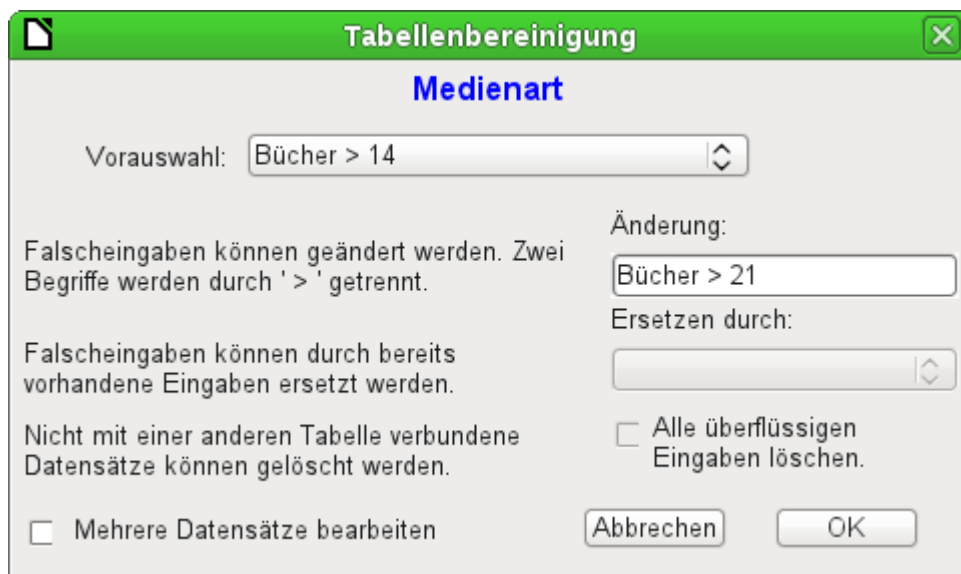 Tabellenbereinigung
Medienart
Vorauswahl:
Bücher > 14
Falscheingaben können geändert werden. Zwei
Begriffe werden durch ' > ' getrennt.
Änderung:
Bücher > 21
Falscheingaben können durch bereits
vorhandene Eingaben ersetzt werden.
Ersetzen durch:
Nicht mit einer anderen Tabelle verbundene
Datensätze können gelöscht werden.
Alle überflüssigen
Eingaben löschen.
Mehrere Datensätze bearbeiten
Abbrechen
OK